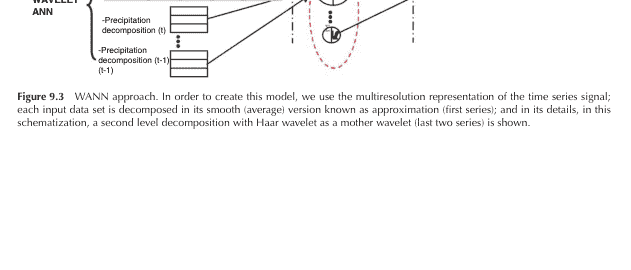 WAVELET
ANN
-Precipitation
decomposition (t)
-Precipitation
decomposition (t-1)
(t-1)
Figure 9.3 WANN approach. In order to create this model, we use the multiresolution representation of the time series signal;
each input data set is decomposed in its smooth (average) version known as approximation (first series); and in its details, in this
schematization, a second level decomposition with Haar wavelet as a mother wavelet (last two series) is shown.